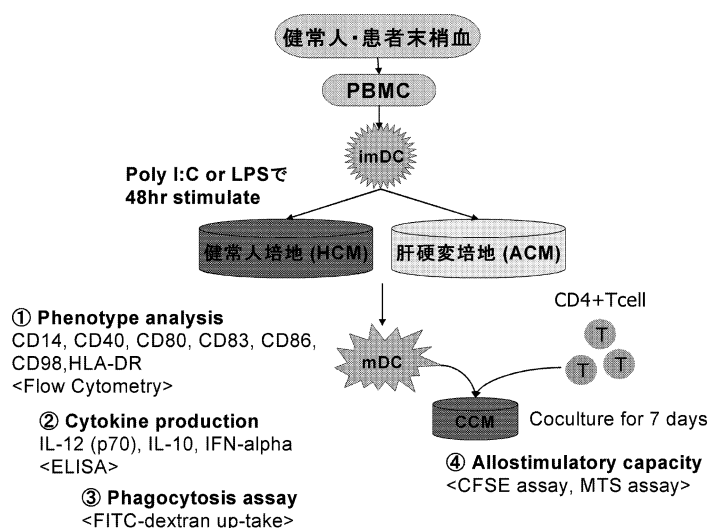 健常人・患者末梢血
PBMC
imDC
Poly I:C or LPSで
48hr stimulate
健常人培地 (HCM)
肝硬変培地 (ACM)
① Phenotype analysis
CD14, CD40, CD80, CD83, CD86,
CD98,HLA-DR
<Flow Cytometry>
mDC
CD4+Tcell
T
T
T
CCM
Coculture for 7 days
② Cytokine production
IL-12 (p70), IL-10, IFN-alpha
<ELISA>
③ Phagocytosis assay
<FITC-dextran up-take>
④ Allostimulatory capacity
<CFSE assay, MTS assay>